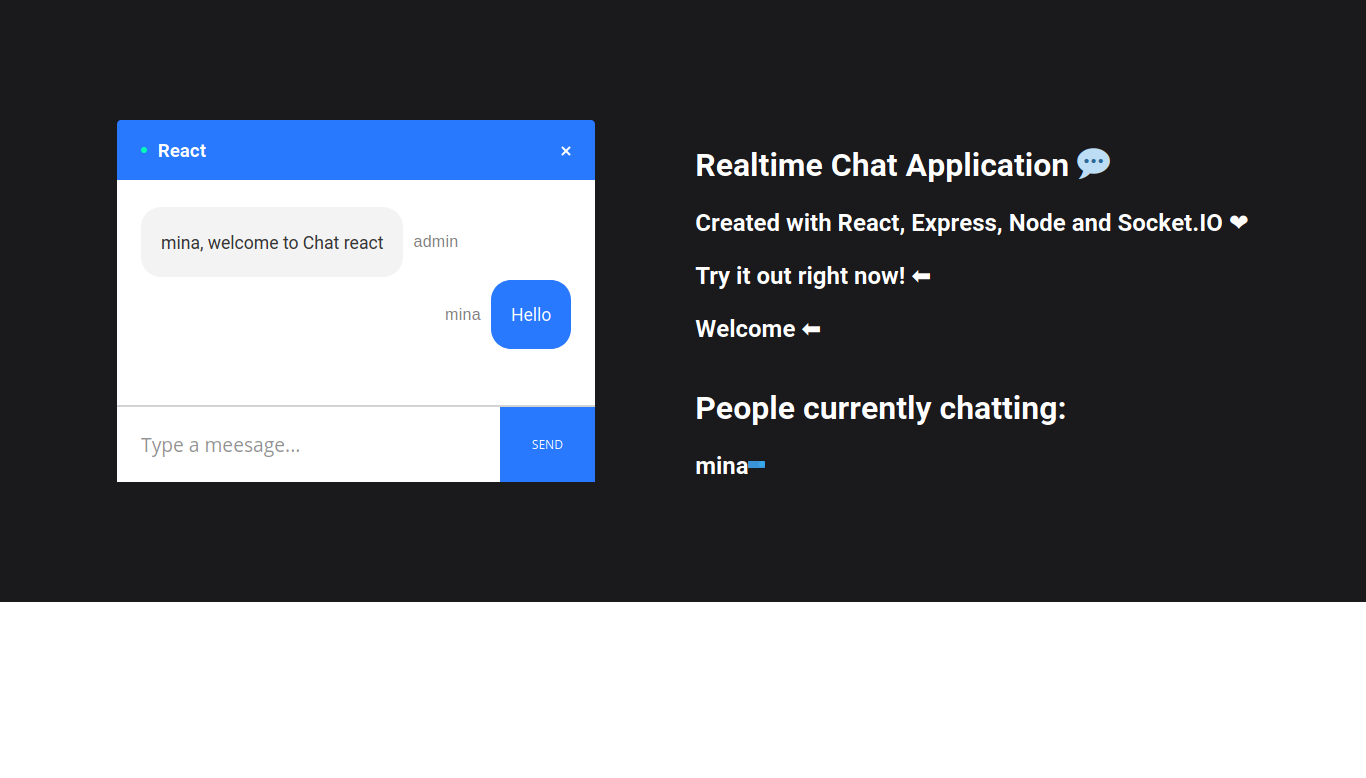 React ×
mina, welcome to Chat react admin
mina Hello
Type a meesage...
SEND
Realtime Chat Application 💬
Created with React, Express, Node and Socket.IO ❤
Try it out right now! ⬅
Welcome ⬅
People currently chatting:
mina